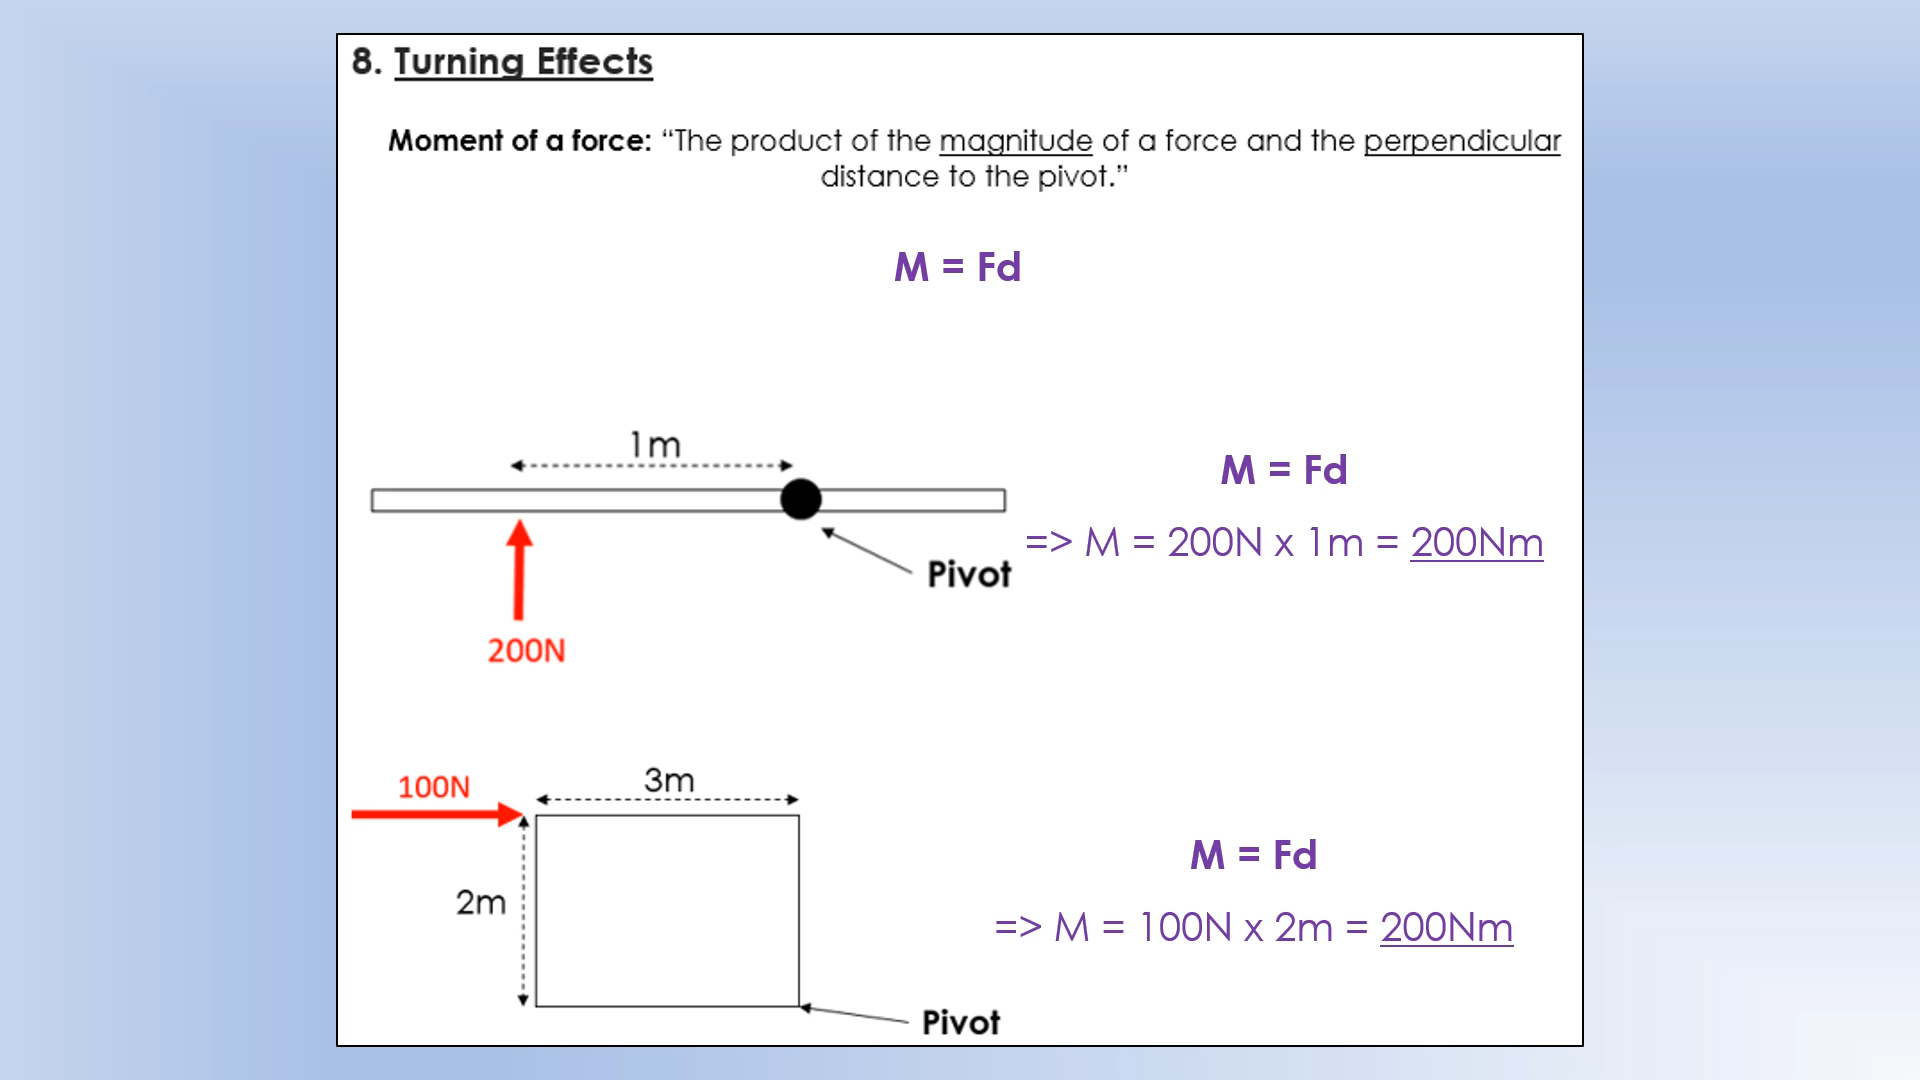 8. Turning Effects
Moment of a force: “The product of the magnitude of a force and the perpendicular
distance to the pivot.”
M = Fd
1m
M = Fd
=> M = 200N x 1m = 200Nm
Pivot
200N
100N
3m
2m
M = Fd
=> M = 100N x 2m = 200Nm
Pivot